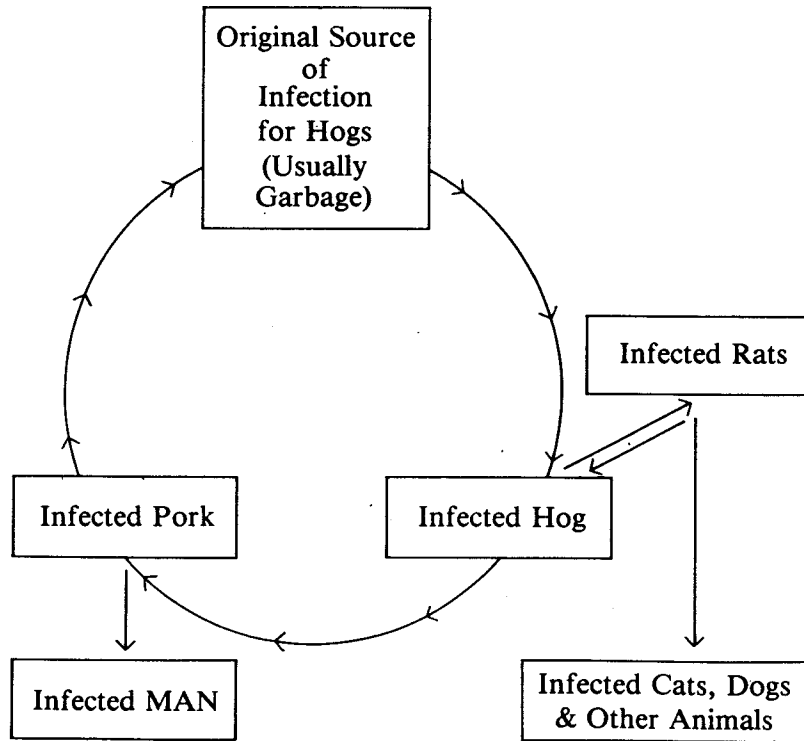 Original Source
of
Infection
for Hogs
(Usually
Garbage)
Infected Rats
Infected Pork
Infected Hog
Infected MAN
Infected Cats, Dogs
& Other Animals